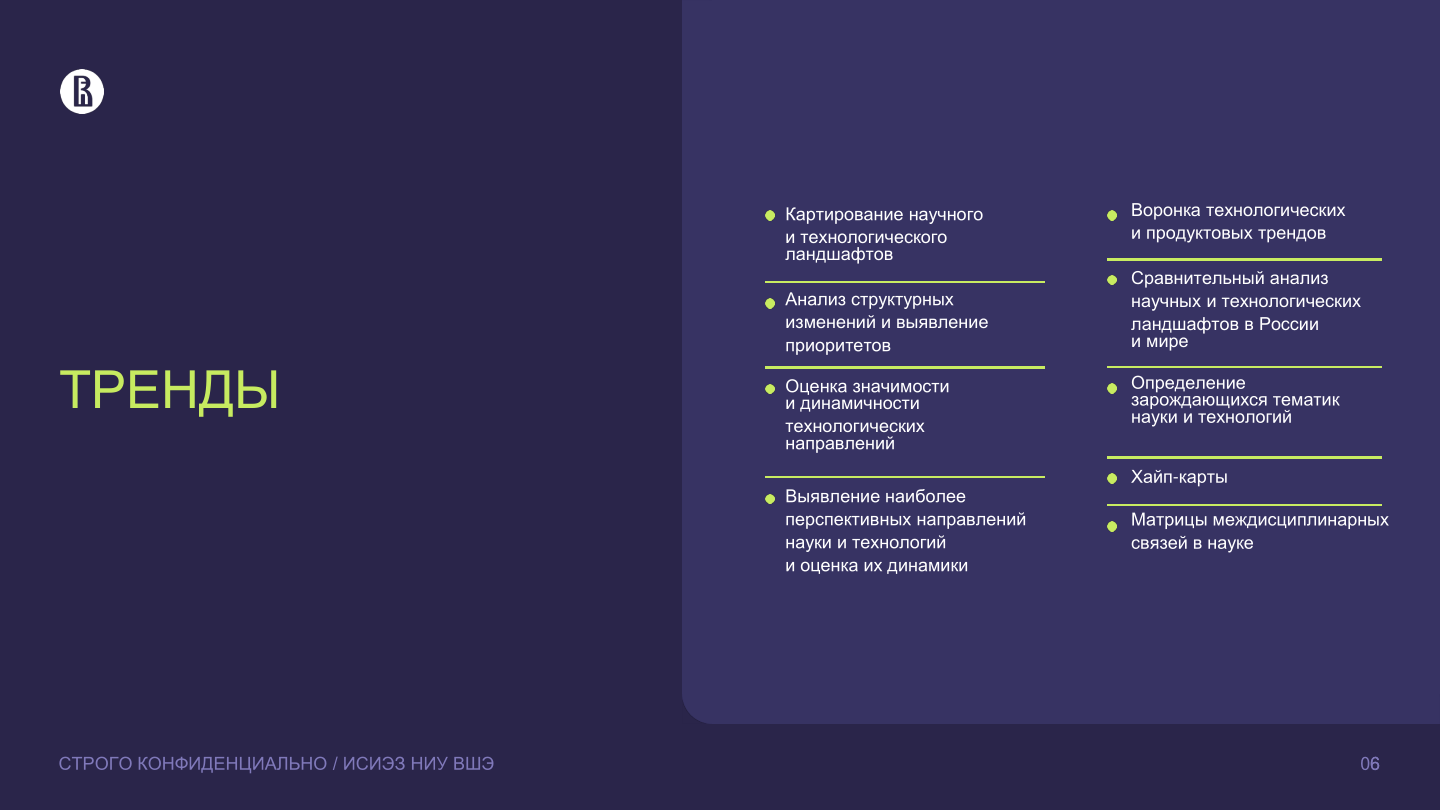 ТРЕНДЫ
Картирование научного
и технологического
ландшафтов
Анализ структурных
изменений и выявление
приоритетов
Оценка значимости
и динамичности
технологических
направлений
Выявление наиболее
перспективных направлений
науки и технологий
и оценка их динамики
Воронка технологических
и продуктовых трендов
Сравнительный анализ
научных и технологических
ландшафтов в России
и мире
Определение
зарождающихся тематик
науки и технологий
Хайп-карты
Матрицы междисциплинарных
связей в науке
СТРОГО КОНФИДЕНЦИАЛЬНО / ИСИЭЗ НИУ ВШЭ
06